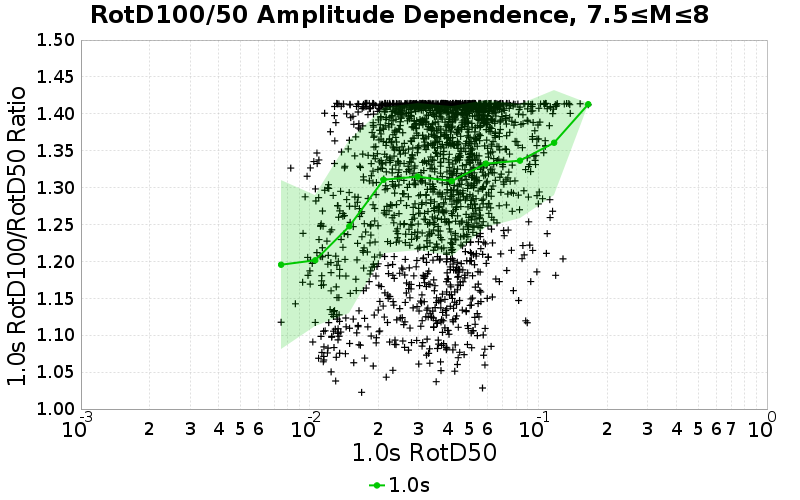 RotD100/50 Amplitude Dependence, 7.5≤M≤8
1.0s RotD100/RotD50 Ratio
1.50
1.45
1.40
1.35
1.30
1.25
1.20
1.15
1.10
1.05
1.00
10-3 2 3 4 5 6 10-2 2 3 4 5 6 10-1 2 3 4 5 6 7 100
1.0s RotD50
1.0s